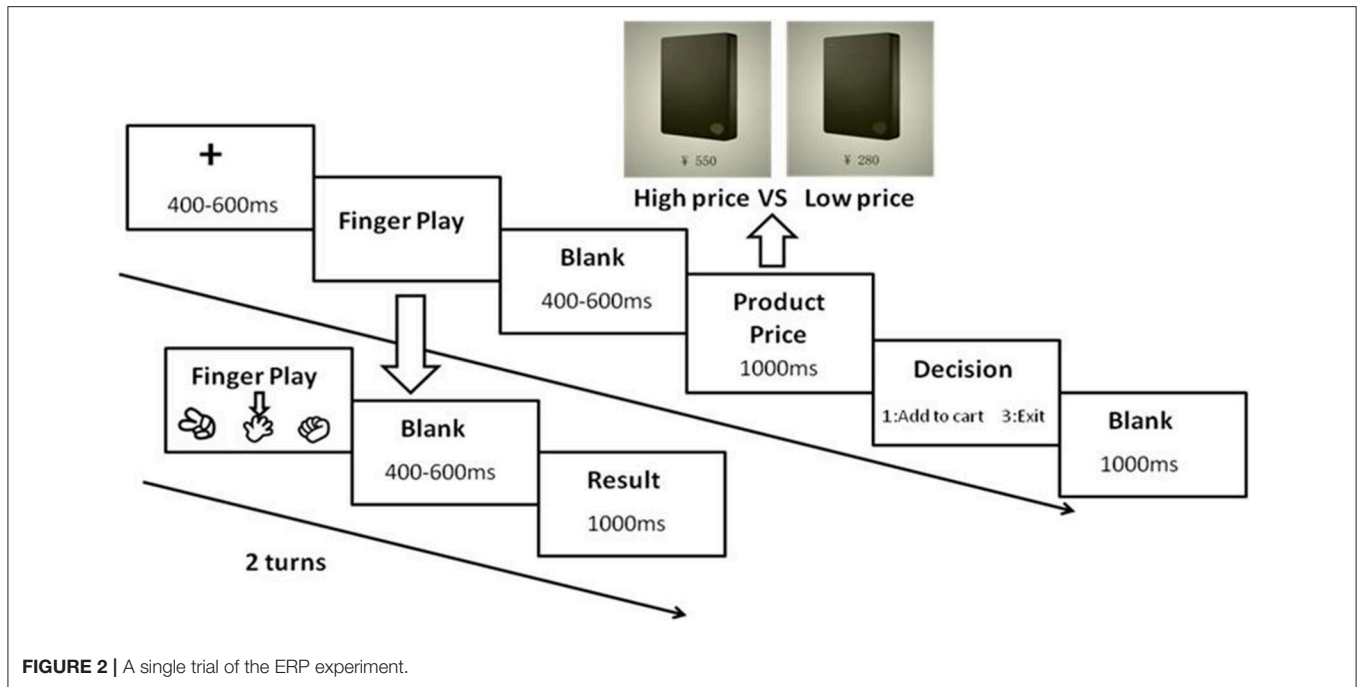 ¥ 550
¥ 280
High price VS Low price
+
400-600ms
Finger Play
Blank
400-600ms
Product
Price
1000ms
Decision
1:Add to cart 3:Exit
Blank
1000ms
Finger Play
Blank
400-600ms
Result
1000ms
2 turns
FIGURE 2 | A single trial of the ERP experiment.